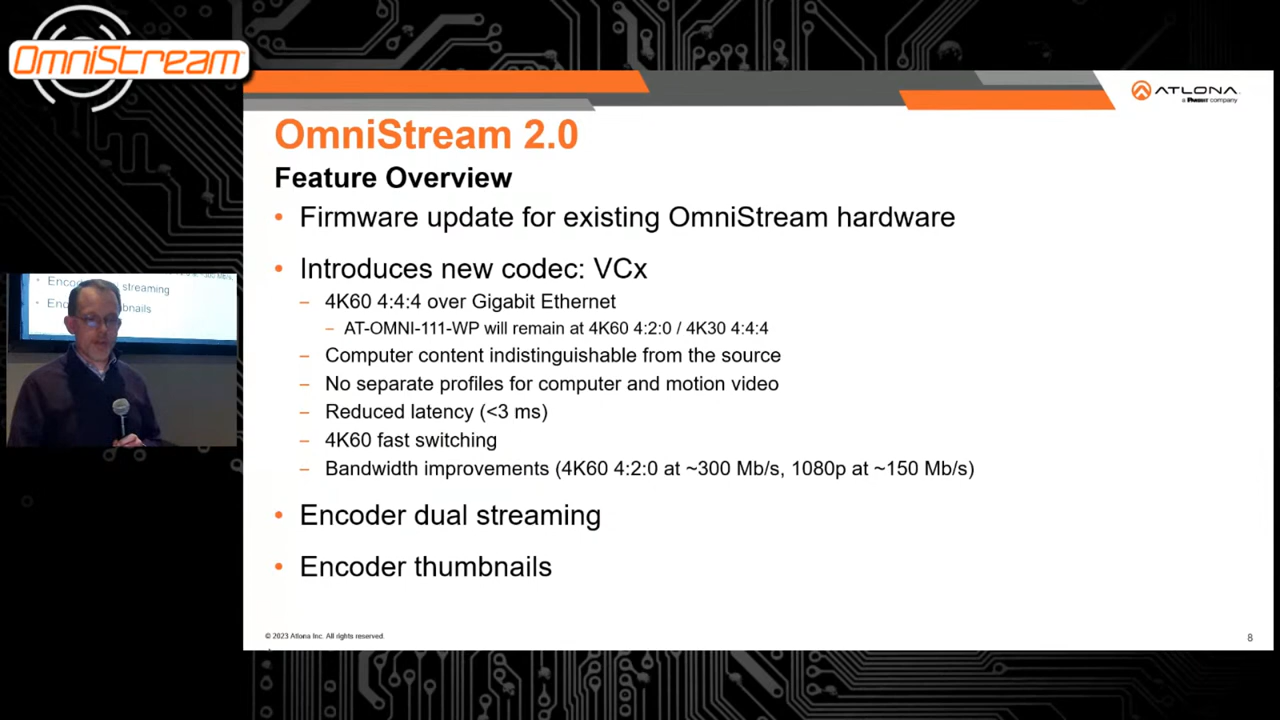 OmniStream™
ATLONA
a PANDUIT company
OmniStream 2.0
Feature Overview
• Firmware update for existing OmniStream hardware
• Introduces new codec: VCx
– 4K60 4:4:4 over Gigabit Ethernet
– AT-OMNI-111-WP will remain at 4K60 4:2:0 / 4K30 4:4:4
– Computer content indistinguishable from the source
– No separate profiles for computer and motion video
– Reduced latency (<3 ms)
– 4K60 fast switching
– Bandwidth improvements (4K60 4:2:0 at ~300 Mb/s, 1080p at ~150 Mb/s)
• Encoder dual streaming
• Encoder thumbnails
© 2023 Atlona Inc. All rights reserved.
8